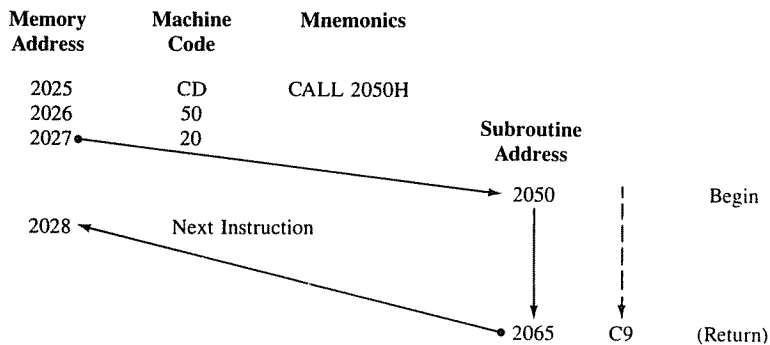 Memory Address Machine Code Mnemonics
2025 CD CALL 2050H
2026 50
2027 20
Subroutine Address
2050 Begin
2028 Next Instruction
2065 C9 (Return)